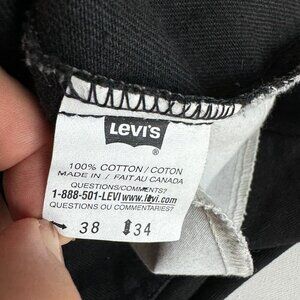 LEVI'S
®
100% COTTON / COTON
MADE IN / FAIT AU CANADA
QUESTIONS/COMMENTS?
1-888-501-LEVI www.levi.com
QUESTIONS OU COMMENTAIRES?
↔ 38 ↕ 34